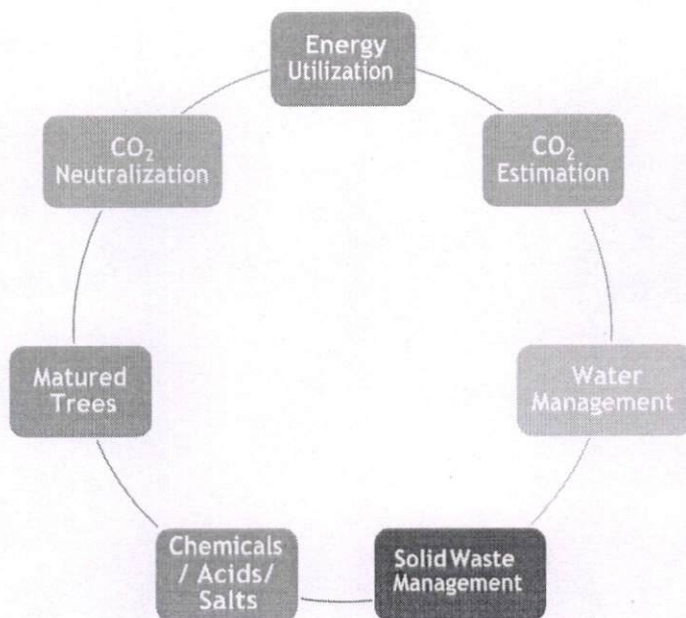 Energy
Utilization
CO₂
Estimation
Water
Management
Solid Waste
Management
Chemicals
/ Acids/
Salts
Matured
Trees
CO₂
Neutralization